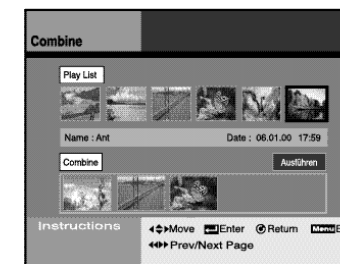 Combine
Play List
Name : Ant Date : 06.01.00 17:59
Combine Ausführen
Instructions Move Enter Return Menu
Prev/Next Page